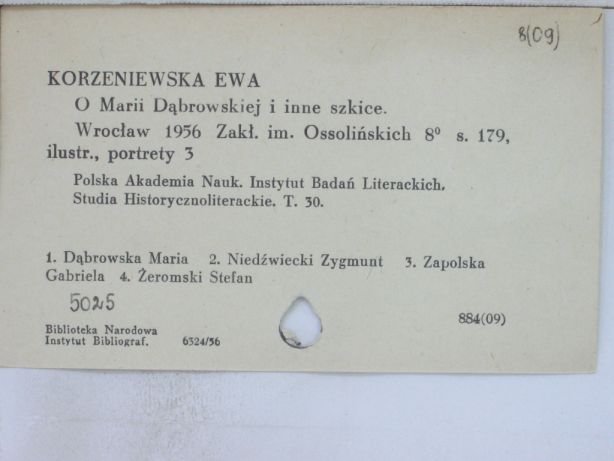 8(09)
KORZENIEWSKA EWA
O Marii Dąbrowskiej i inne szkice.
Wrocław 1956 Zakł. im. Ossolińskich 8⁰ s. 179,
ilustr., portrety 3
Polska Akademia Nauk. Instytut Badań Literackich.
Studia Historycznoliterackie. T. 30.
1. Dąbrowska Maria 2. Niedźwiecki Zygmunt 3. Zapolska
Gabriela 4. Żeromski Stefan
5025
884(09)
Biblioteka Narodowa
Instytut Bibliograf. 6324/56